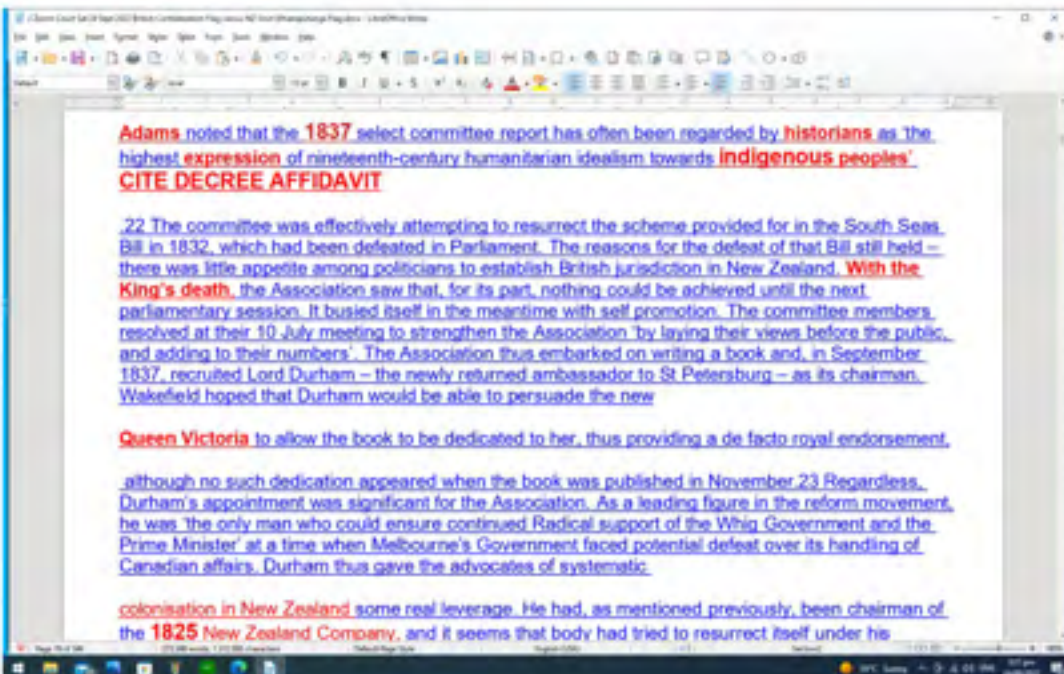 Adams noted that the 1837 select committee report has often been regarded by historians as 'the
highest expression of nineteenth-century humanitarian idealism towards indigenous peoples'
CITE DECREE AFFIDAVIT
.22 The committee was effectively attempting to resurrect the scheme provided for in the South Seas
Bill in 1832, which had been defeated in Parliament. The reasons for the defeat of that Bill still held –
there was little appetite among politicians to establish British jurisdiction in New Zealand. With the
King's death, the Association saw that, for its part, nothing could be achieved until the next
parliamentary session. It busied itself in the meantime with self promotion. The committee members
resolved at their 10 July meeting to strengthen the Association 'by laying their views before the public,
and adding to their numbers'. The Association thus embarked on writing a book and, in September
1837, recruited Lord Durham – the newly returned ambassador to St Petersburg – as its chairman.
Wakefield hoped that Durham would be able to persuade the new
Queen Victoria to allow the book to be dedicated to her, thus providing a de facto royal endorsement,
although no such dedication appeared when the book was published in November.23 Regardless,
Durham's appointment was significant for the Association. As a leading figure in the reform movement,
he was 'the only man who could ensure continued Radical support of the Whig Government and the
Prime Minister' at a time when Melbourne's Government faced potential defeat over its handling of
Canadian affairs. Durham thus gave the advocates of systematic
colonisation in New Zealand some real leverage. He had, as mentioned previously, been chairman of
the 1825 New Zealand Company, and it seems that body had tried to resurrect itself under his